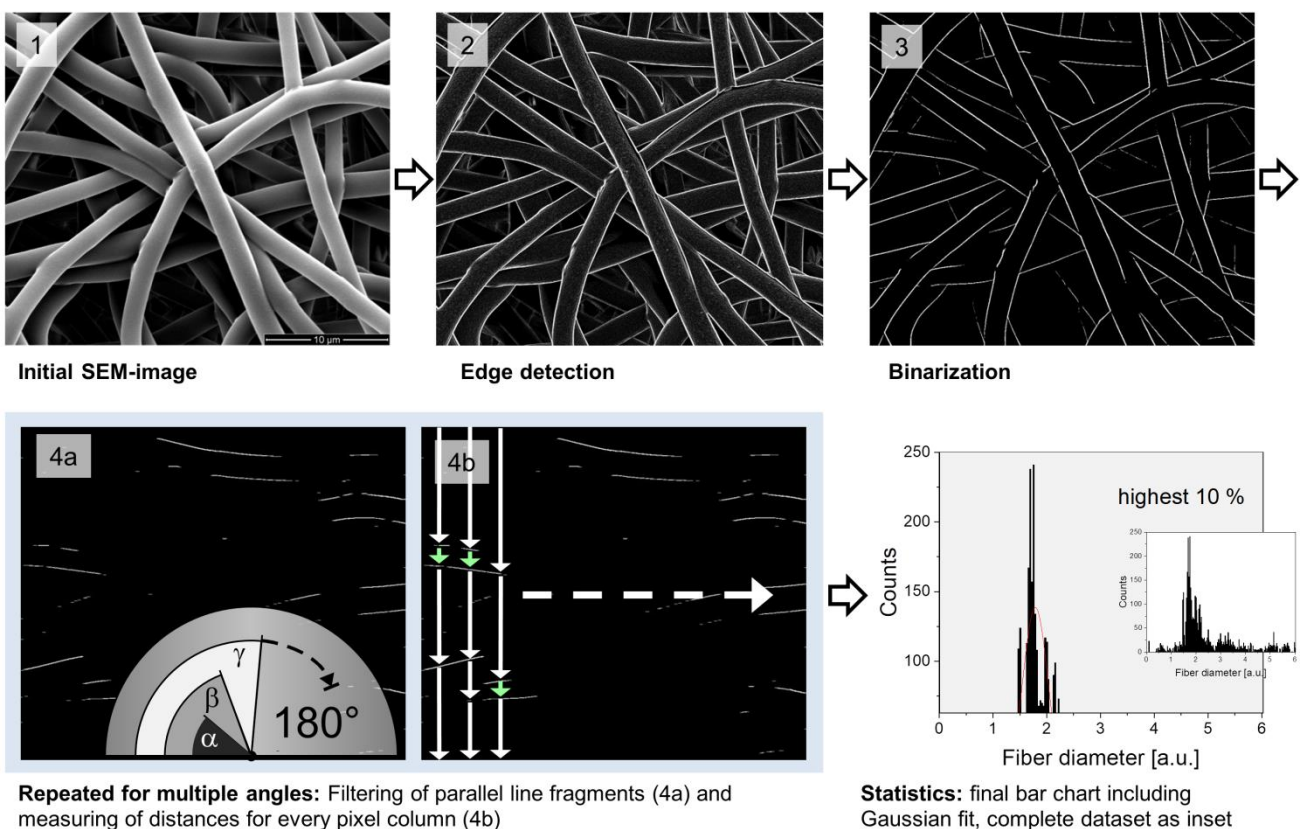 1
2
3
10 µm
Initial SEM-image
Edge detection
Binarization
4a
γ
β
α
180°
4b
250
200
150
100
Counts
0
1
2
3
4
5
6
Fiber diameter [a.u.]
highest 10 %
250
200
150
100
50
0
Counts
0
1
2
3
4
5
6
Fiber diameter [a.u.]
Repeated for multiple angles: Filtering of parallel line fragments (4a) and
measuring of distances for every pixel column (4b)
Statistics: final bar chart including
Gaussian fit, complete dataset as inset